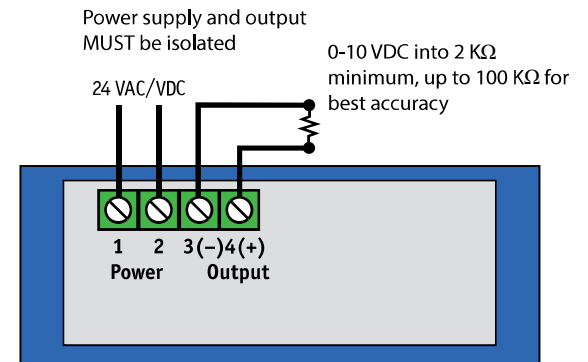 Power supply and output
MUST be isolated
0-10 VDC into 2 KΩ
minimum, up to 100 KΩ for
best accuracy
24 VAC/VDC
1 2 3(-)4(+)
Power Output